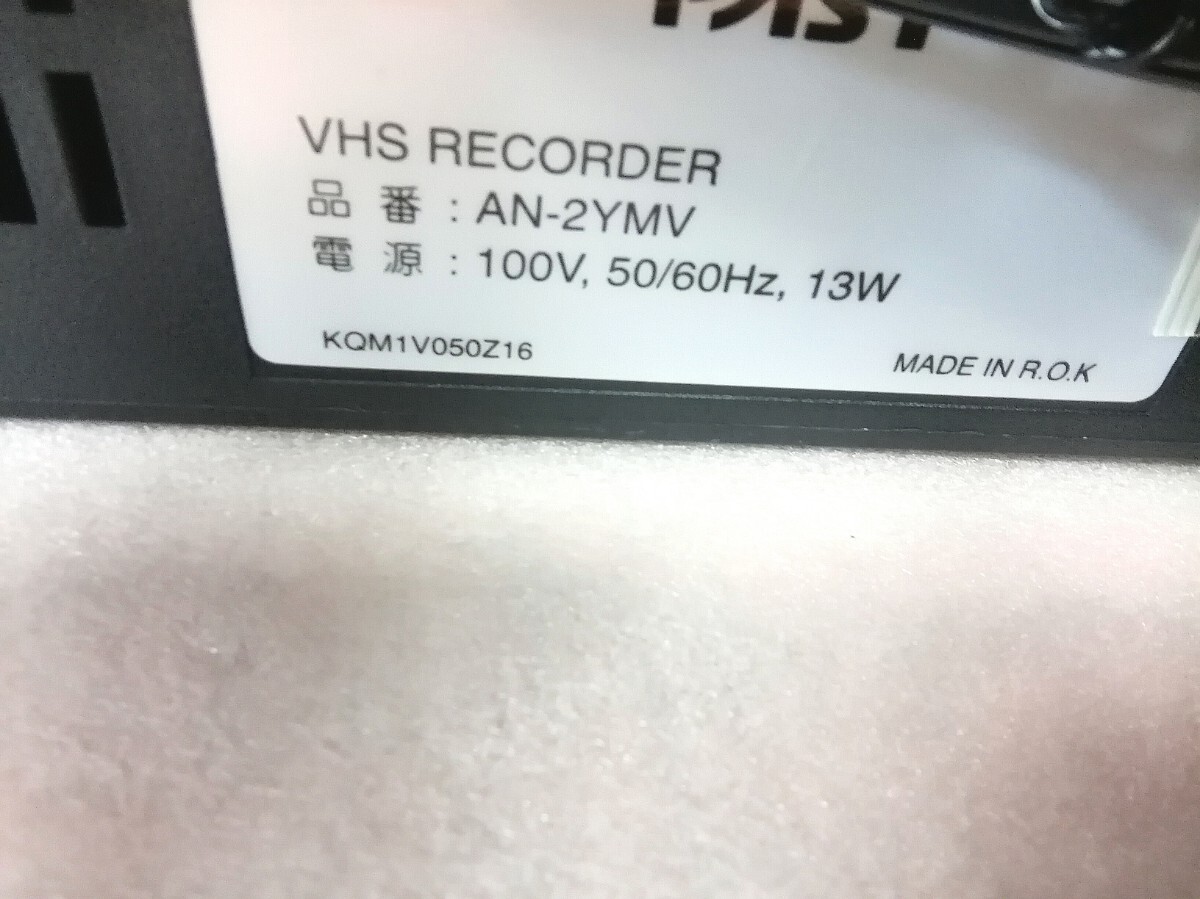 VHS RECORDER
品 番 : AN-2YMV
電 源 : 100V, 50/60Hz, 13W
KQM1V050Z16
MADE IN R.O.K